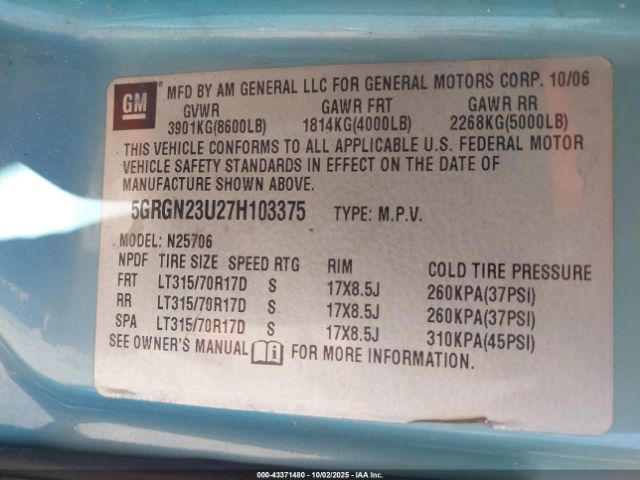 GM
MFD BY AM GENERAL LLC FOR GENERAL MOTORS CORP. 10/06
GVWR GAWR FRT GAWR RR
3901KG(8600LB) 1814KG(4000LB) 2268KG(5000LB)
THIS VEHICLE CONFORMS TO ALL APPLICABLE U.S. FEDERAL MOTOR
VEHICLE SAFETY STANDARDS IN EFFECT ON THE DATE OF
MANUFACTURE SHOWN ABOVE.
5GRGN23U27H103375 TYPE: M.P.V.
MODEL: N25706
NPDF TIRE SIZE SPEED RTG RIM COLD TIRE PRESSURE
FRT LT315/70R17D S 17X8.5J 260KPA(37PSI)
RR LT315/70R17D S 17X8.5J 260KPA(37PSI)
SPA LT315/70R17D S 17X8.5J 310KPA(45PSI)
SEE OWNER'S MANUAL FOR MORE INFORMATION.
000-43371480 - 10/02/2025 - IAAI.com